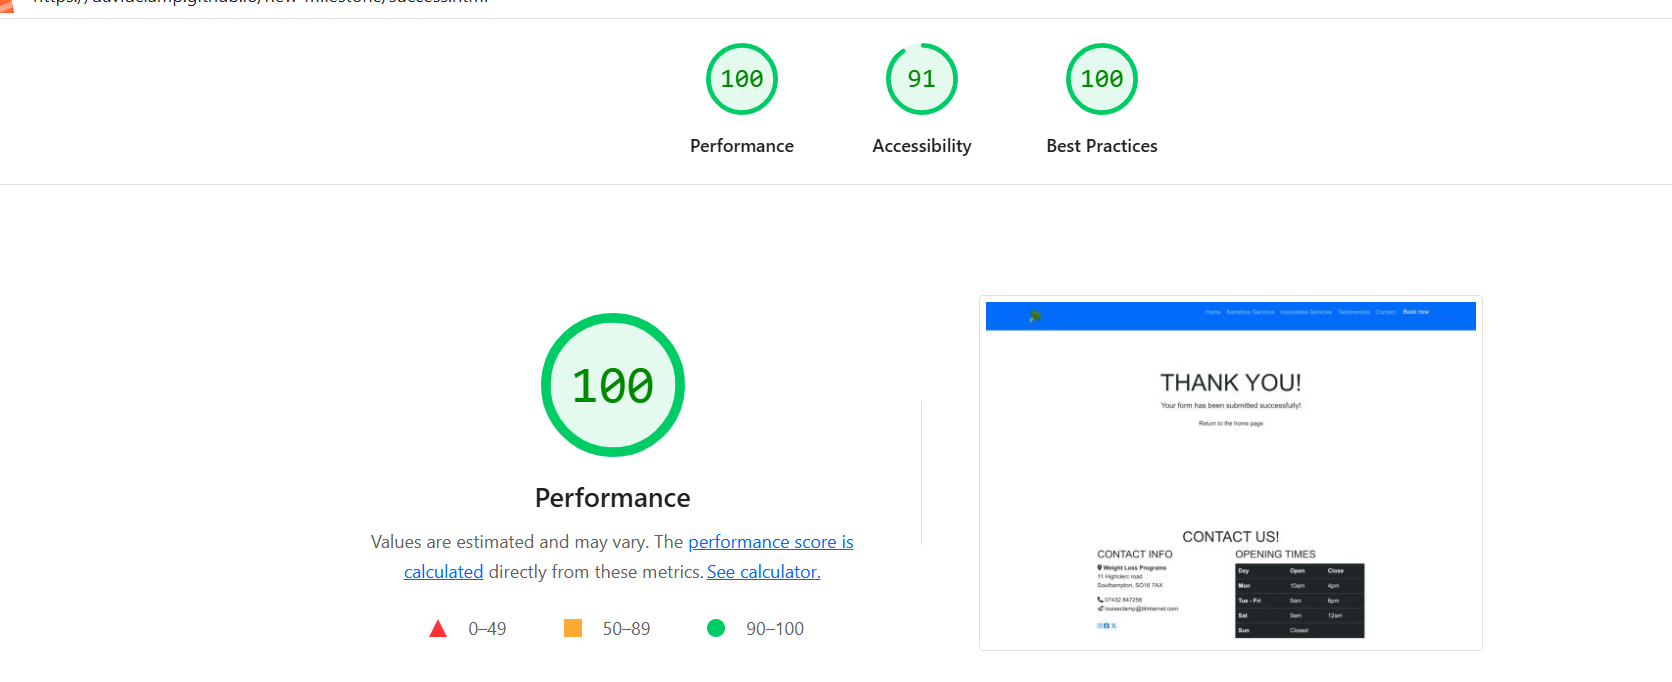 100
91
100
Performance
Accessibility
Best Practices
100
Performance
Values are estimated and may vary. The performance score is
calculated directly from these metrics. See calculator.
0–49
50–89
90–100
Home Bariatrics Services Injectables Services Testimonials Contact Book now
THANK YOU!
Your form has been submitted successfully!
Return to the home page
CONTACT US!
CONTACT INFO
Weight Loss Programs
11 Highclerc road
Southampton, SO16 7AX
07432 847256
louiseclamp@btinternet.com
OPENING TIMES
Day Open Close
Mon 10am 4pm
Tue - Fri 9am 6pm
Sat 9am 12am
Sun Closed